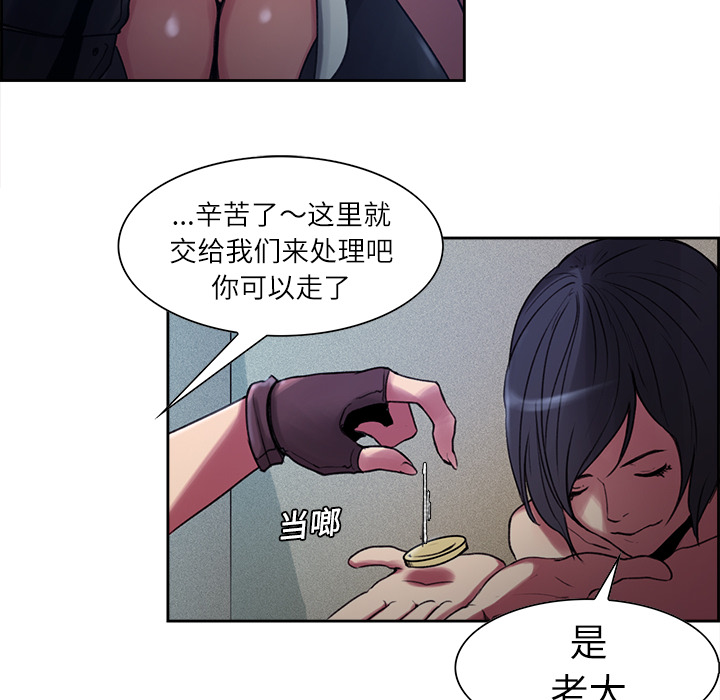 …辛苦了～这里就
交给我们来处理吧
你可以走了
当啷
是
老大